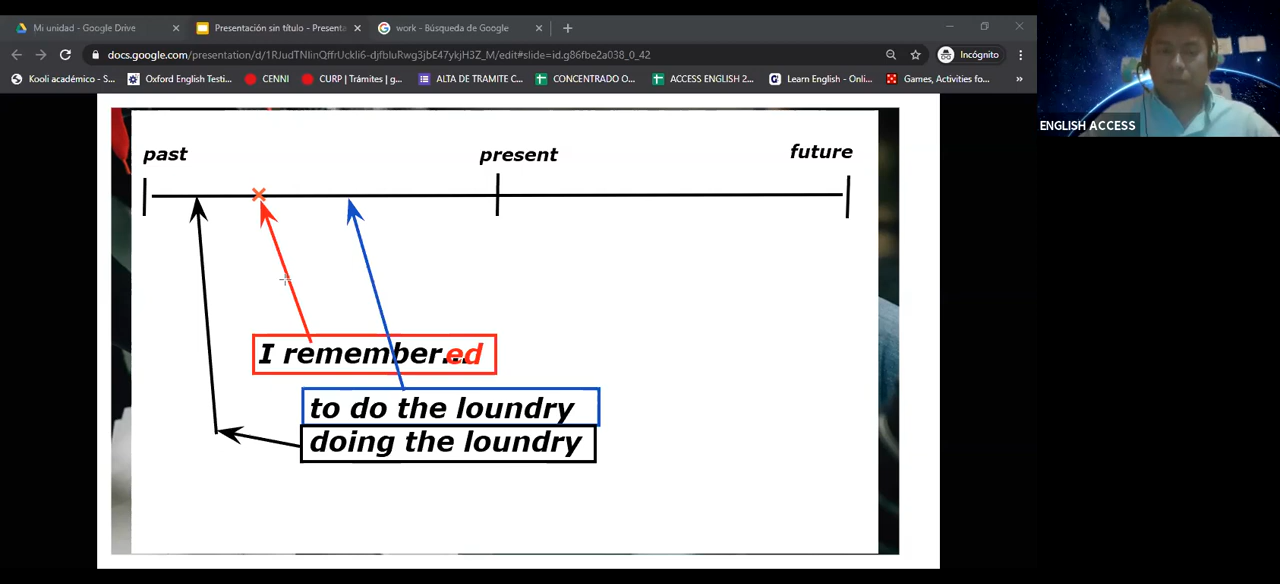 Mi unidad - Google Drive
Presentación sin título - Presenta
work - Búsqueda de Google
docs.google.com/presentation/d/1RJudTNIinQffrUckli6-djfbIuRwg3jbE47ykjH3Z_M/edit#slide=id.g86fbe2a038_0_42
Incógnito
Kooli académico - S...
Oxford English Testi...
CENNI
CURP | Trámites | g...
ALTA DE TRAMITE C...
CONCENTRADO O...
ACCESS ENGLISH 2...
Learn English - Onli...
Games, Activities fo...
»
ENGLISH ACCESS
past
present
future
I remember...ed
to do the loundry
doing the loundry